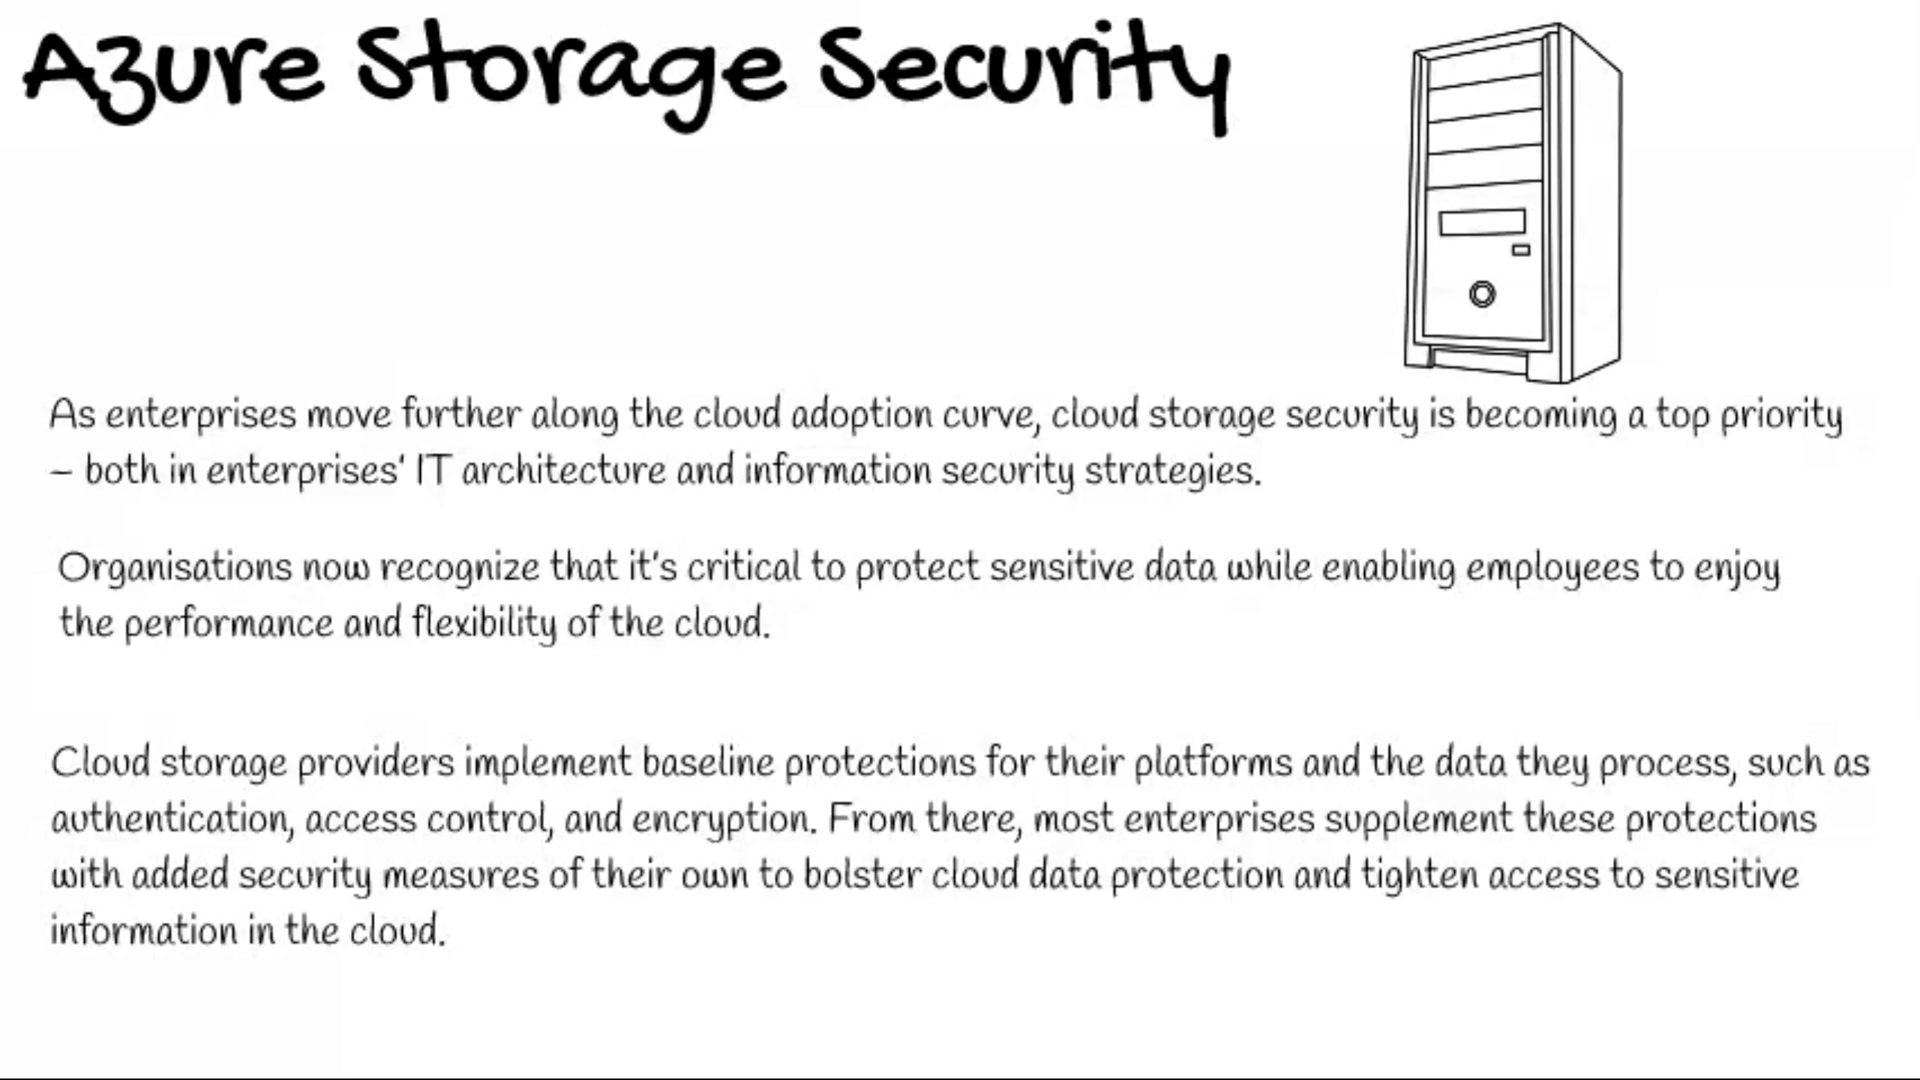 Azure Storage Security
As enterprises move further along the cloud adoption curve, cloud storage security is becoming a top priority
– both in enterprises' IT architecture and information security strategies.
Organisations now recognize that it's critical to protect sensitive data while enabling employees to enjoy
the performance and flexibility of the cloud.
Cloud storage providers implement baseline protections for their platforms and the data they process, such as
authentication, access control, and encryption. From there, most enterprises supplement these protections
with added security measures of their own to bolster cloud data protection and tighten access to sensitive
information in the cloud.